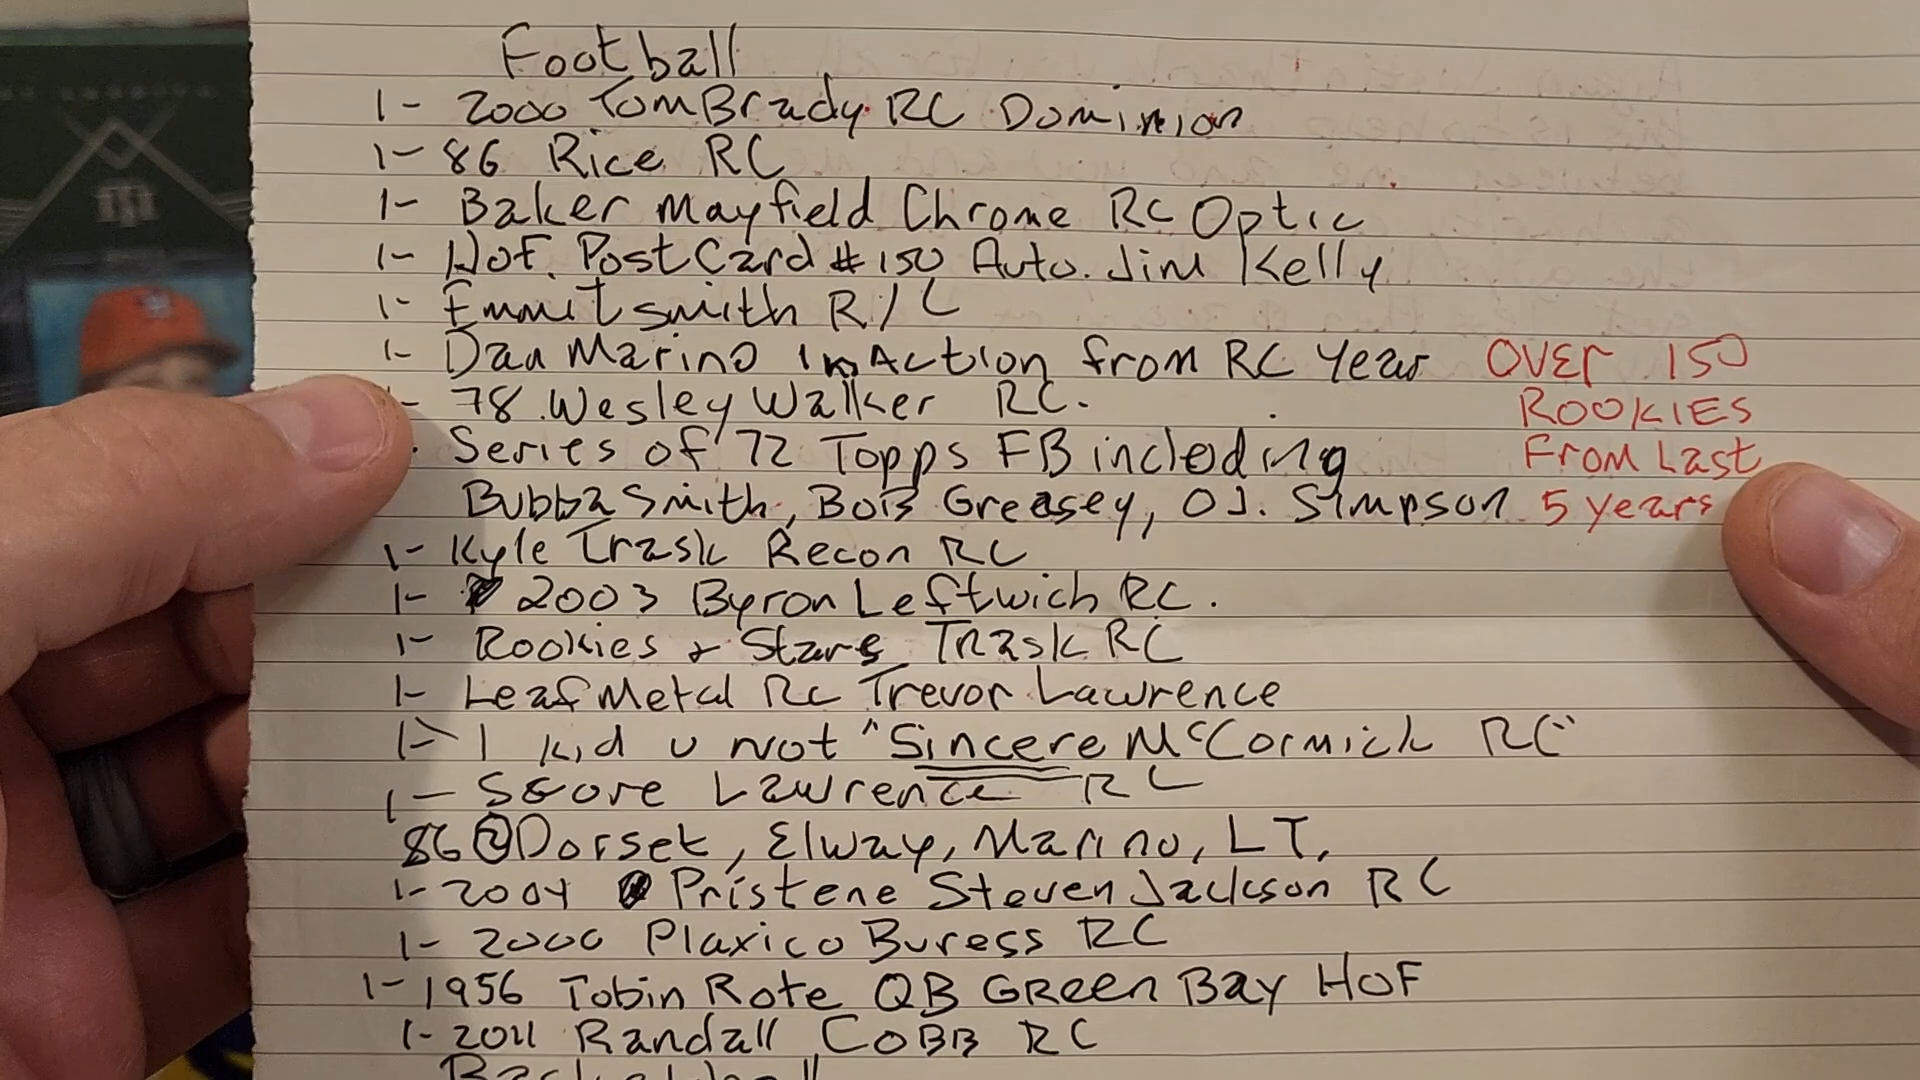 Football
1- 2000 Tom Brady RC Dominion
1- 86 Rice RC
1- Baker Mayfield Chrome RC Optic
1- HOF. Post Card #150 Auto. Jim Kelly
1- Emmit Smith R/C
1- Dan Marino In Action from RC Year
- 78 Wesley Walker RC.
Series of 72 Topps FB incloding
Bubba Smith, BoB Greasey, OJ. Simpson
OVER 150
ROOKIES
From Last
5 years
1- Kyle Trask Recon RC
1- 2003 Byron Leftwich RC.
1- Rookies & Stars Trask RC
1- Leaf Metal RC Trevor Lawrence
1- I kid u not "Sincere McCormick RC"
1- Score Lawrence RC
86 @ Dorset, Elway, Marino, LT,
1- 2004 Pristene Steven Jackson RC
1- 2000 Plaxico Buress RC
1- 1956 Tobin Rote QB Green Bay HOF
1- 2011 Randall CoBB RC
Basketball